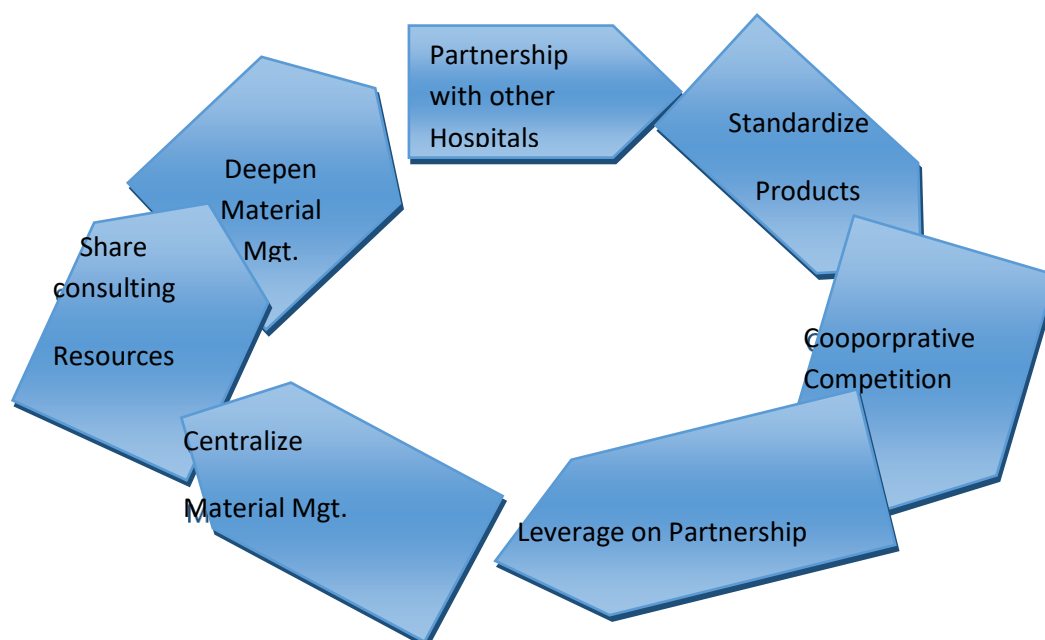 Partnership
with other
Hospitals
Standardize
Products
Cooporprative
Competition
Leverage on Partnership
Centralize
Material Mgt.
Share
consulting
Resources
Deepen
Material
Mgt.